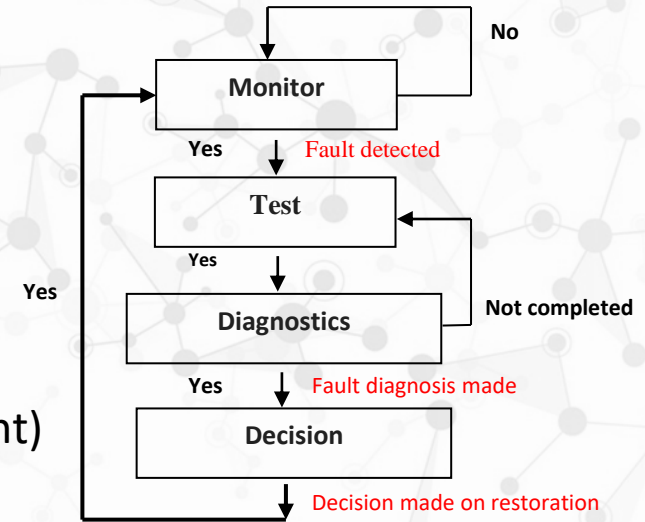 No
Monitor
Yes Fault detected
Test
Yes
Yes
Not completed
Diagnostics
Yes Fault diagnosis made
nt)
Decision
Decision made on restoration